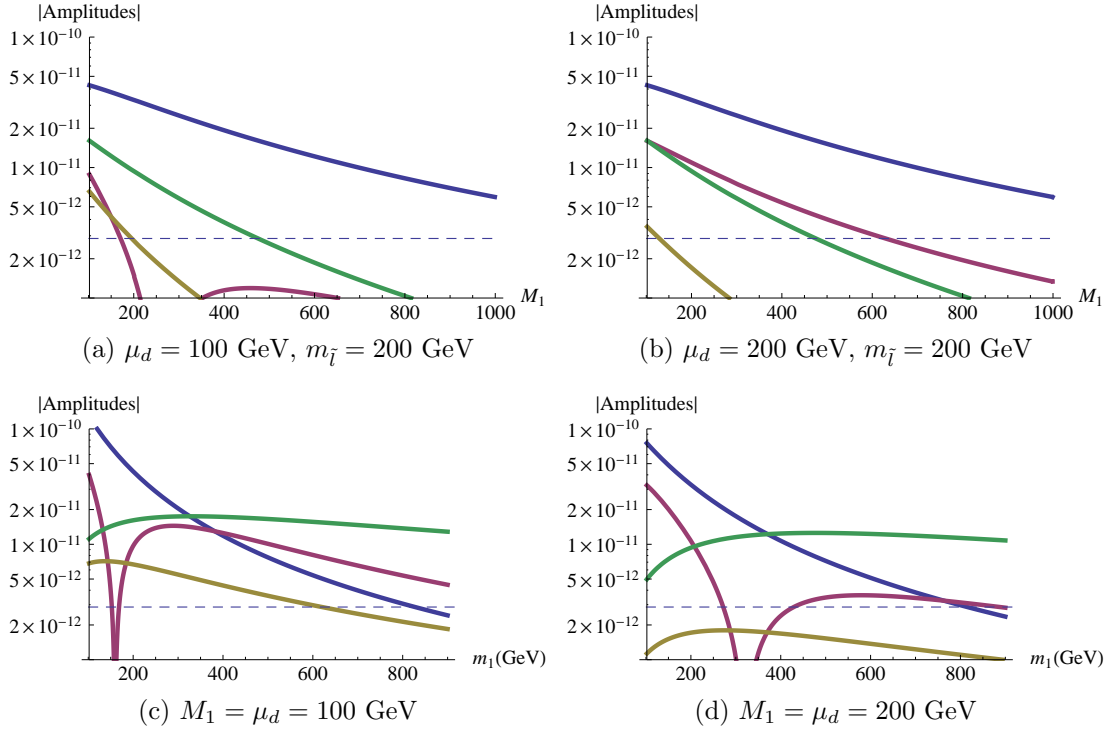 |Amplitudes|
1×10⁻¹⁰
5×10⁻¹¹
2×10⁻¹¹
1×10⁻¹¹
5×10⁻¹²
2×10⁻¹²
200 400 600 800 1000
M₁
(a) μ_d = 100 GeV, m_l̃ = 200 GeV
|Amplitudes|
1×10⁻¹⁰
5×10⁻¹¹
2×10⁻¹¹
1×10⁻¹¹
5×10⁻¹²
2×10⁻¹²
200 400 600 800 1000
M₁
(b) μ_d = 200 GeV, m_l̃ = 200 GeV
|Amplitudes|
1×10⁻¹⁰
5×10⁻¹¹
2×10⁻¹¹
1×10⁻¹¹
5×10⁻¹²
2×10⁻¹²
200 400 600 800
m₁(GeV)
(c) M₁ = μ_d = 100 GeV
|Amplitudes|
1×10⁻¹⁰
5×10⁻¹¹
2×10⁻¹¹
1×10⁻¹¹
5×10⁻¹²
2×10⁻¹²
200 400 600 800
m₁(GeV)
(d) M₁ = μ_d = 200 GeV